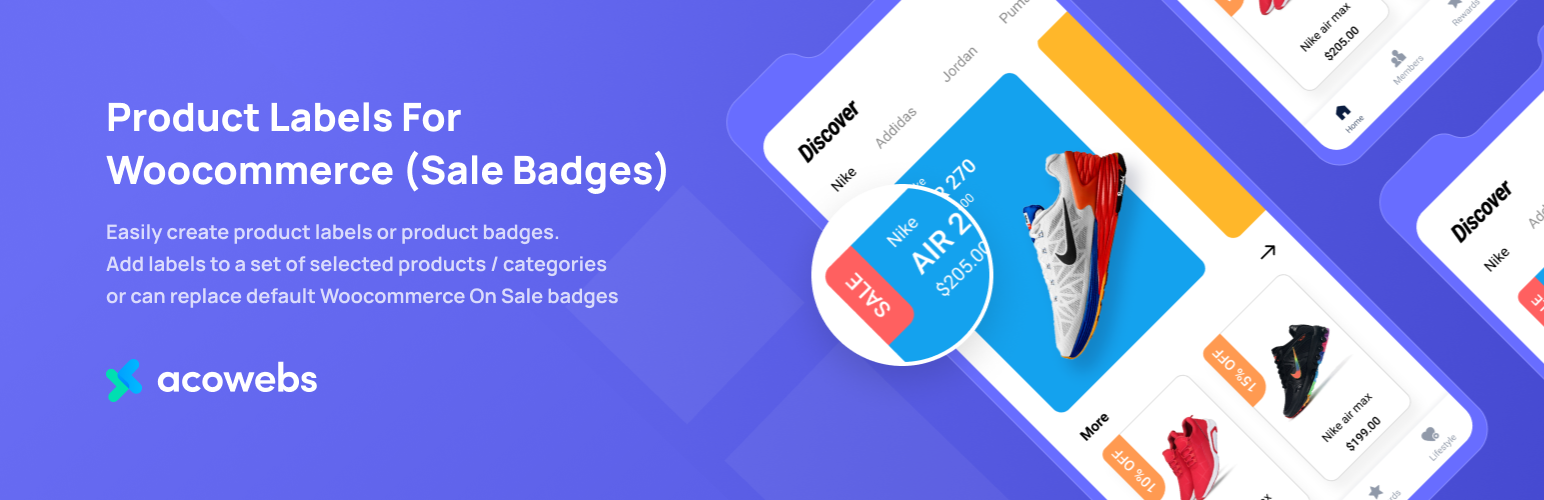 Product Labels For
Woocommerce (Sale Badges)
Easily create product labels or product badges.
Add labels to a set of selected products / categories
or can replace default Woocommerce On Sale badges
acowebs
Discover
Nike
Addidas
Jordan
270
Nike
AIR 2
$205.00
SALE
More
10% OFF
15% OFF
Nike air max
$199.00
Lifestyle
Nike air max
$205.00
Home
Members
Rewards
Discover
Nike